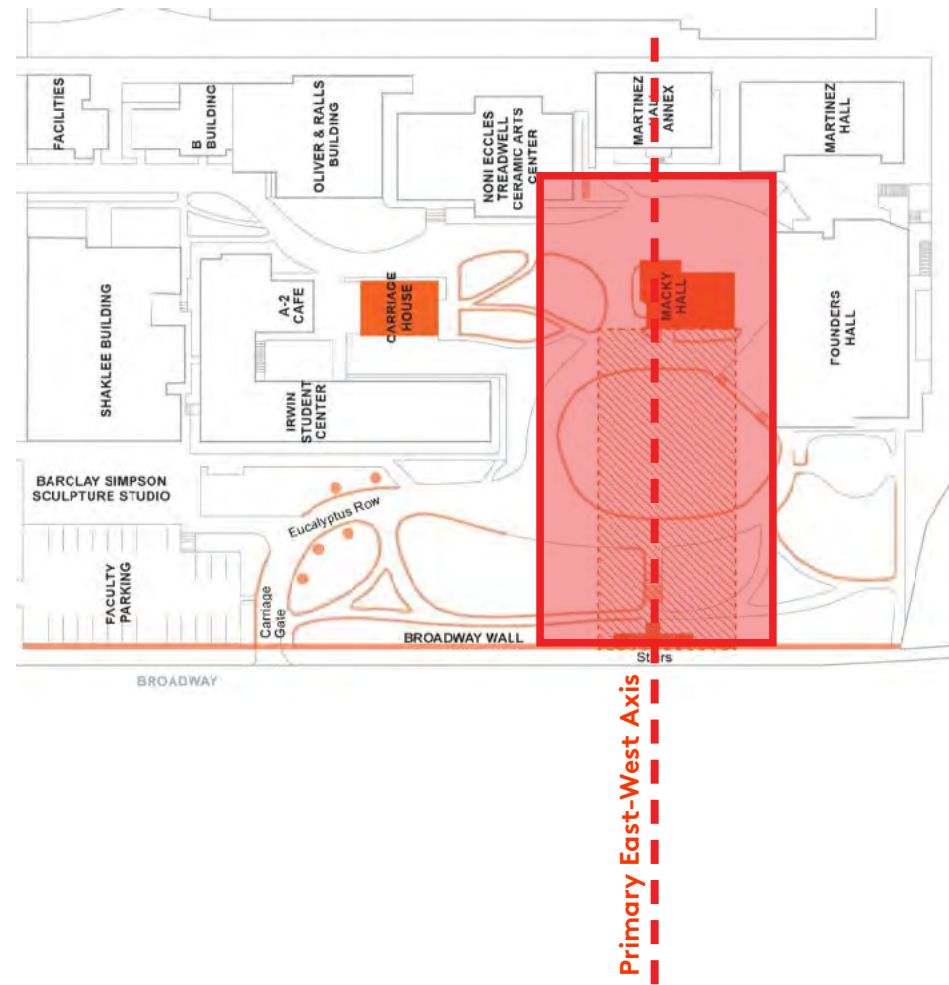 FACILITIES
B
BUILDING
OLIVER & RALLS
BUILDING
NONI ECCLES
TREADWELL
CERAMIC ARTS
CENTER
MARTINEZ
HALL
ANNEX
MARTINEZ
HALL
SHAKLEE BUILDING
A-2
CAFE
CARRIAGE
HOUSE
MACKY
HALL
FOUNDERS
HALL
IRWIN
STUDENT
CENTER
BARCLAY SIMPSON
SCULPTURE STUDIO
Eucalyptus Row
FACULTY
PARKING
Carriage
Gate
BROADWAY WALL
Stairs
BROADWAY
Primary East-West Axis